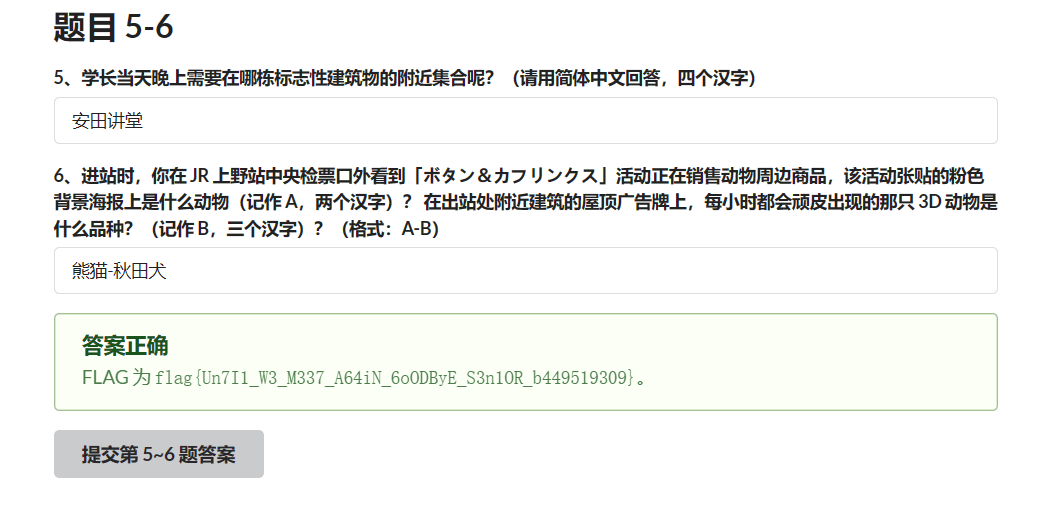 题目 5-6
5、学长当天晚上需要在哪栋标志性建筑物的附近集合呢？（请用简体中文回答，四个汉字）
安田讲堂
6、进站时，你在 JR 上野站中央检票口外看到「ボタン＆カフリンクス」活动正在销售动物周边商品，该活动张贴的粉色
背景海报上是什么动物（记作 A，两个汉字）？ 在出站处附近建筑的屋顶广告牌上，每小时都会顽皮出现的那只 3D 动物是
什么品种？（记作 B，三个汉字）？（格式：A-B）
熊猫-秋田犬
答案正确
FLAG 为 flag{Un7I1_W3_M337_A64iN_6oODByE_S3n1OR_b449519309}。
提交第 5~6 题答案